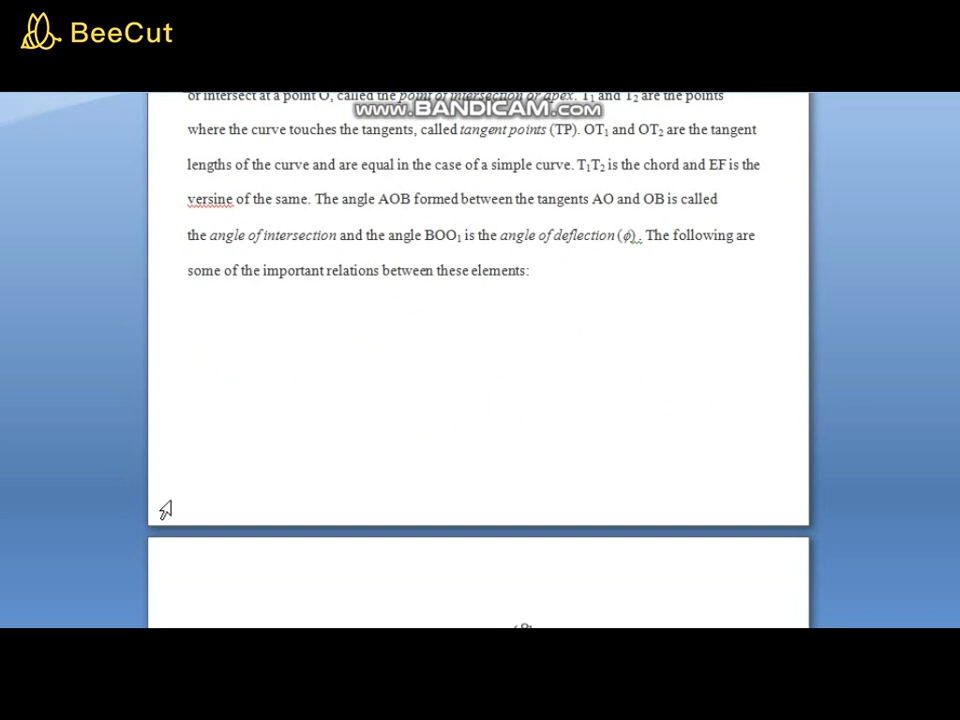 BeeCut
or intersect at a point O, called the point of intersection or apex. T1 and T2 are the points
www.BANDICAM.com
where the curve touches the tangents, called tangent points (TP). OT1 and OT2 are the tangent
lengths of the curve and are equal in the case of a simple curve. T1T2 is the chord and EF is the
versine of the same. The angle AOB formed between the tangents AO and OB is called
the angle of intersection and the angle BOO1 is the angle of deflection (ϕ). The following are
some of the important relations between these elements: